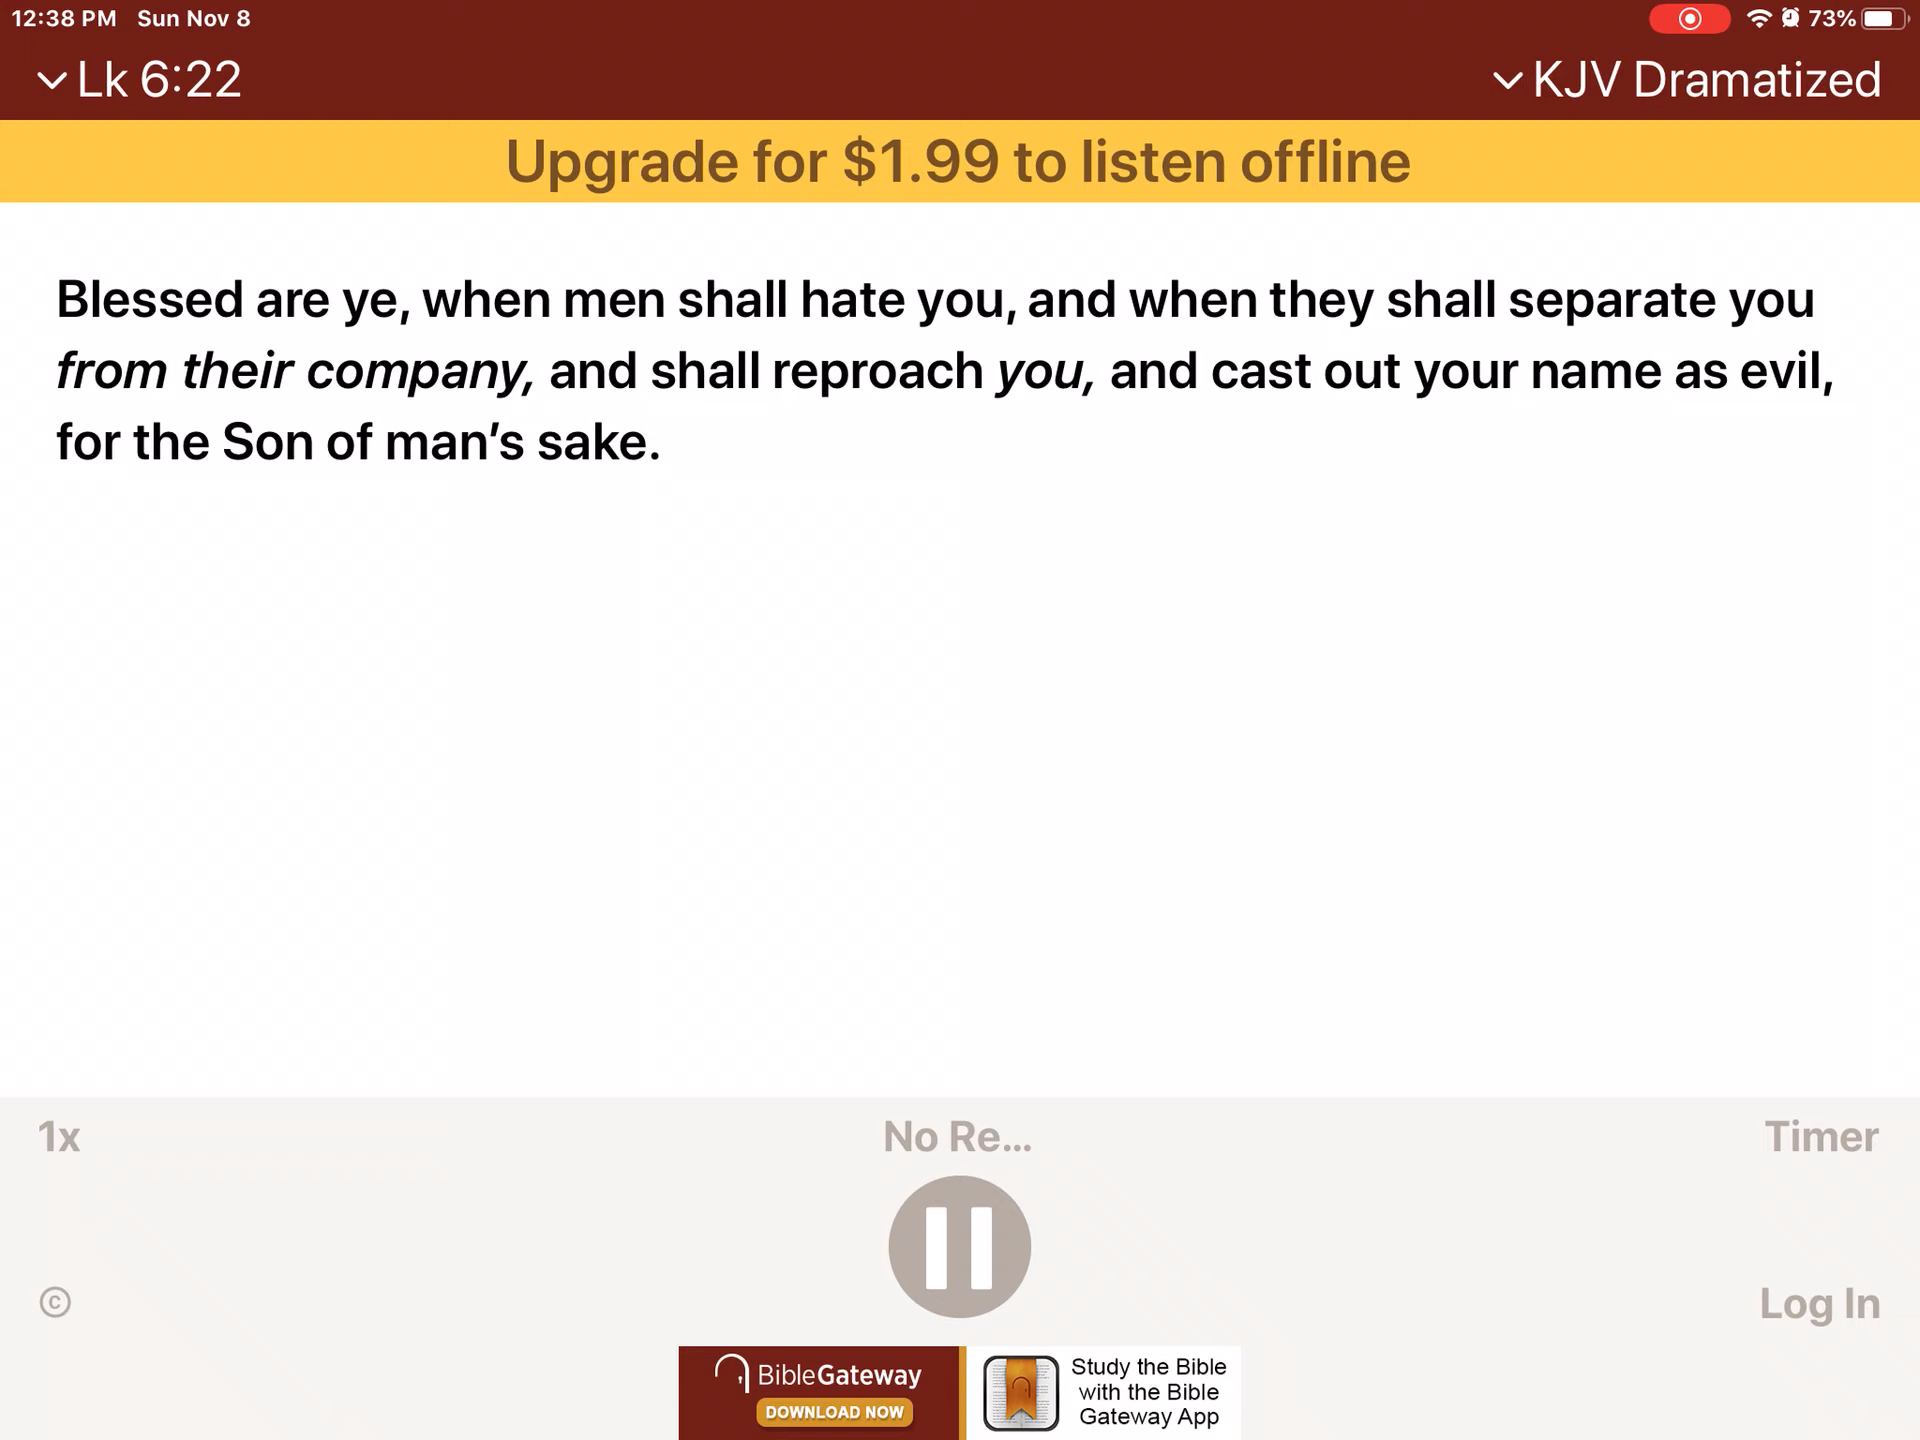 12:38 PM Sun Nov 8
73%
Lk 6:22
KJV Dramatized
Upgrade for $1.99 to listen offline
Blessed are ye, when men shall hate you, and when they shall separate you
from their company, and shall reproach you, and cast out your name as evil,
for the Son of man’s sake.
1x
No Re...
Timer
©
Log In
BibleGateway
DOWNLOAD NOW
Study the Bible
with the Bible
Gateway App